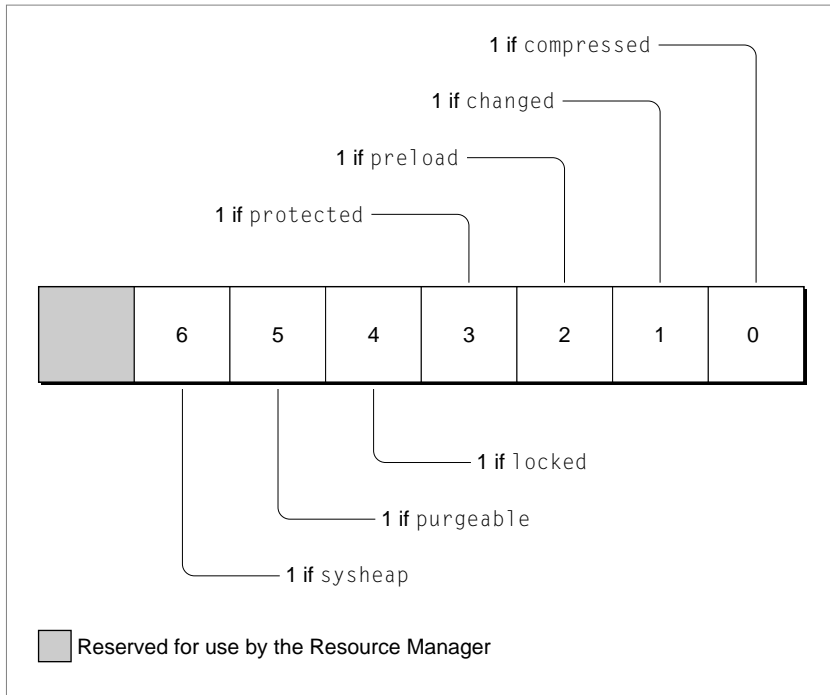 1 if compressed
1 if changed
1 if preload
1 if protected
6 5 4 3 2 1 0
1 if locked
1 if purgeable
1 if sysheap
Reserved for use by the Resource Manager